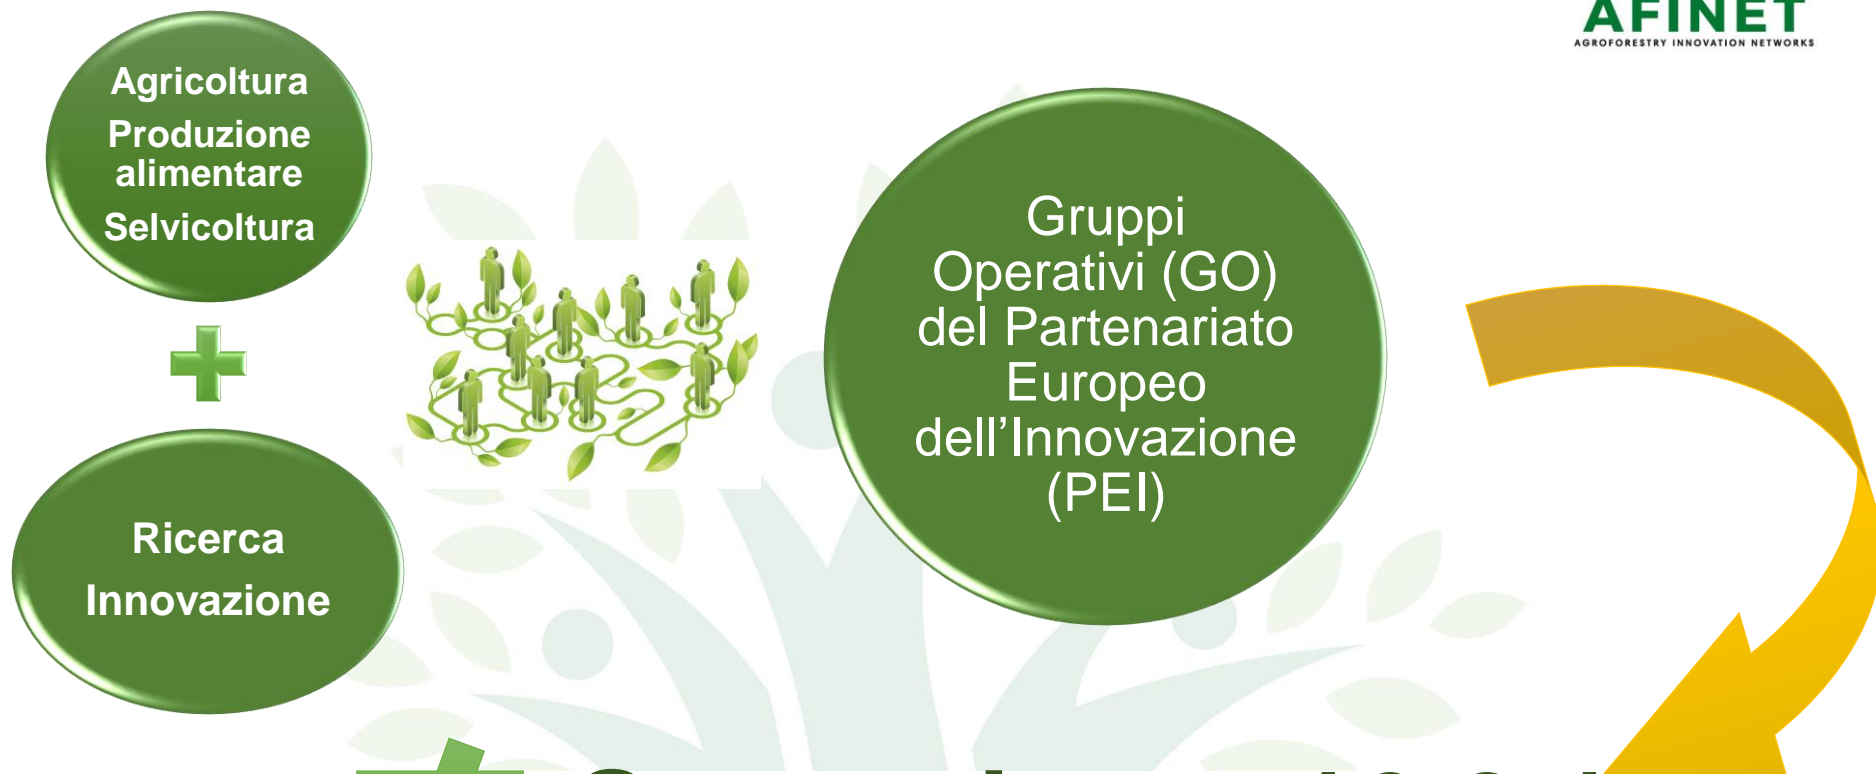 AFINET
AGROFORESTRY INNOVATION NETWORKS
Agricoltura
Produzione
alimentare
Selvicoltura
Ricerca
Innovazione
Gruppi
Operativi (GO)
del Partenariato
Europeo
dell’Innovazione
(PEI)